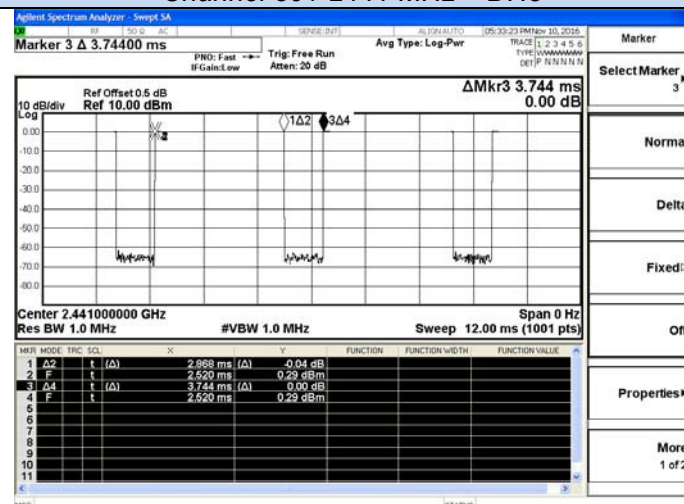 Agilent Spectrum Analyzer - Swept SA
RF 50 Ω AC SENSE:INT ALIGN AUTO 05:33:23 PM Nov 10, 2016
Marker 3 Δ 3.74400 ms
PNO: Fast
IFGain:Low
Trig: Free Run
Atten: 20 dB
Avg Type: Log-Pwr
TRACE 1 2 3 4 5 6
TYPE WWWWWW
DET P N N N N N
Marker
Select Marker
3
Ref Offset 0.5 dB
10 dB/div Ref 10.00 dBm
ΔMkr3 3.744 ms
0.00 dB
Log
1Δ2 3Δ4
0.00
-10.0
-20.0
-30.0
-40.0
-50.0
-60.0
-70.0
-80.0
Norma
Delta
Fixed
Of
Properties
More
1 of 2
Center 2.441000000 GHz Span 0 Hz
Res BW 1.0 MHz #VBW 1.0 MHz Sweep 12.00 ms (1001 pts)
MKR MODE TRC SCL X Y FUNCTION FUNCTION WIDTH FUNCTION VALUE
1 Δ2 t (Δ) 2.868 ms (Δ) -0.04 dB
2 F t 2.520 ms 0.29 dBm
3 Δ4 t (Δ) 3.744 ms (Δ) 0.00 dB
4 F t 2.520 ms 0.29 dBm
5
6
7
8
9
10
11
MSG STATUS